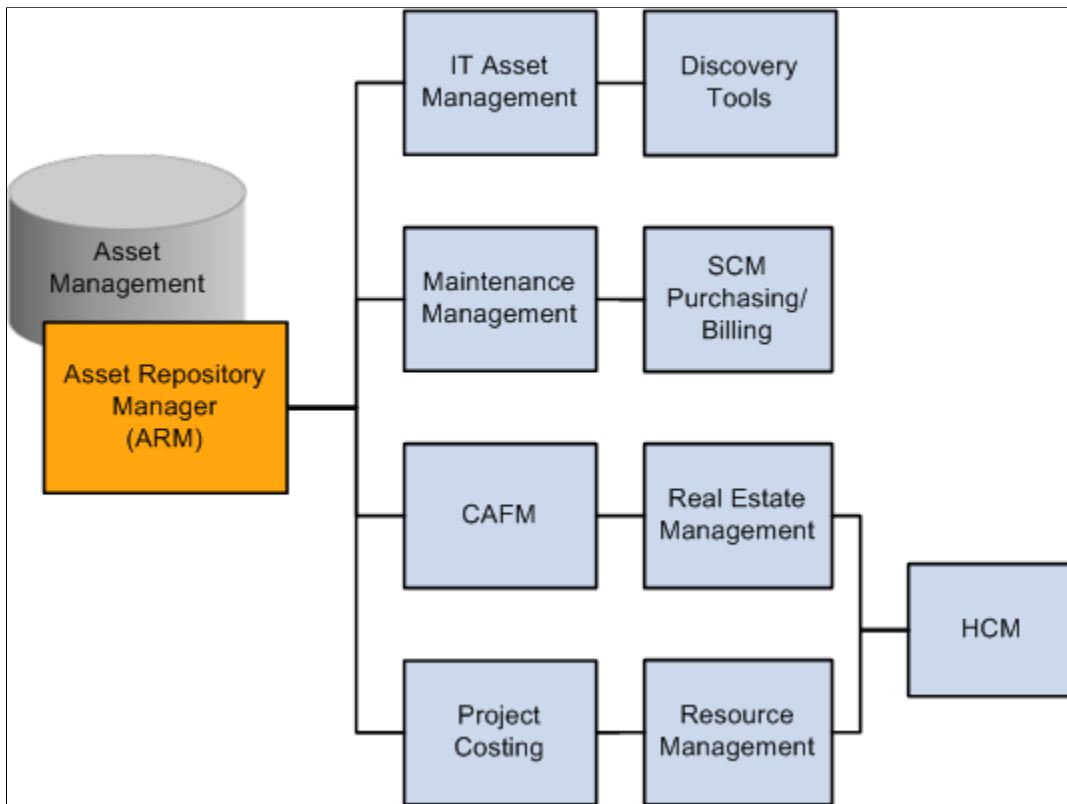 IT Asset
Management
Discovery
Tools
Asset
Management
Maintenance
Management
SCM
Purchasing/
Billing
Asset Repository
Manager
(ARM)
CAFM
Real Estate
Management
HCM
Project
Costing
Resource
Management